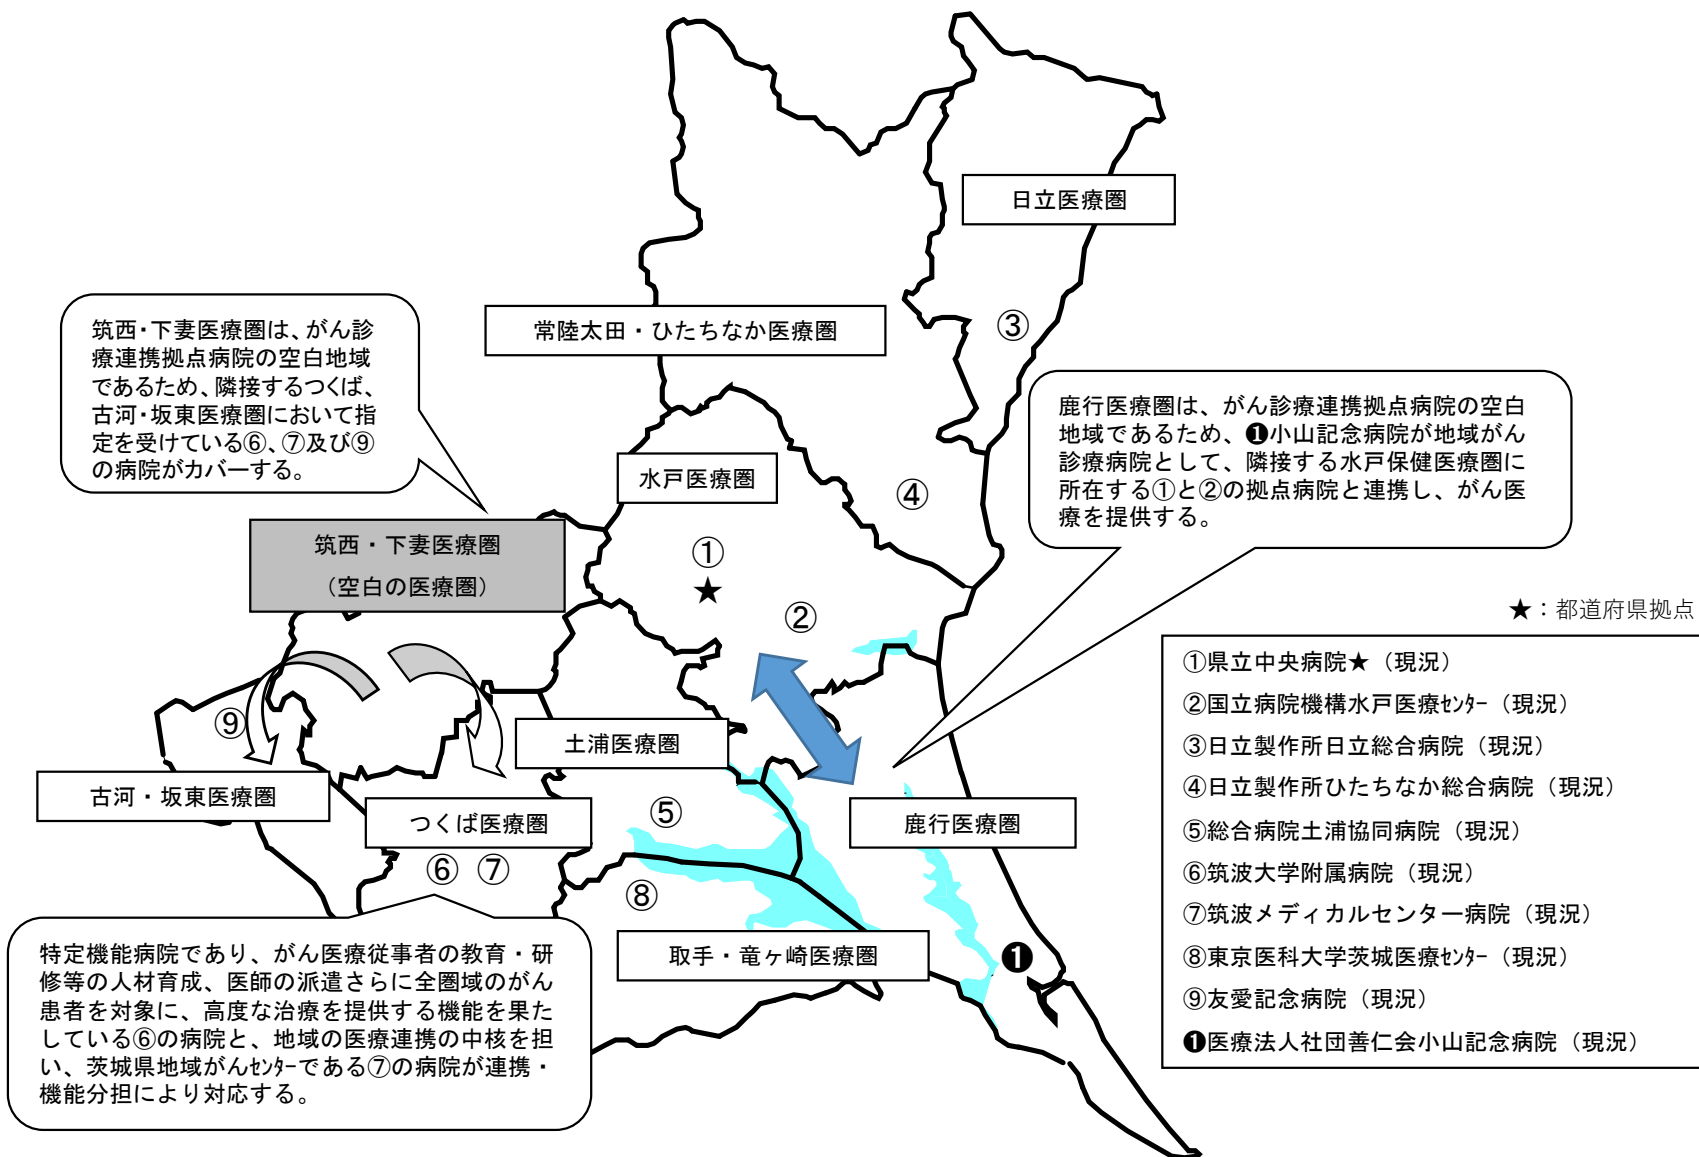 日立医療圏
常陸太田・ひたちなか医療圏
③
筑西・下妻医療圏は、がん診
療連携拠点病院の空白地域
であるため、隣接するつくば、
古河・坂東医療圏において指
定を受けている⑥、⑦及び⑨
の病院がカバーする。
鹿行医療圏は、がん診療連携拠点病院の空白
地域であるため、❶小山記念病院が地域がん
診療病院として、隣接する水戸保健医療圏に
所在する①と②の拠点病院と連携し、がん医
療を提供する。
水戸医療圏
④
筑西・下妻医療圏
（空白の医療圏）
①
★
②
★：都道府県拠点
①県立中央病院★（現況）
②国立病院機構水戸医療ｾﾝﾀｰ（現況）
③日立製作所日立総合病院（現況）
④日立製作所ひたちなか総合病院（現況）
⑤総合病院土浦協同病院（現況）
⑥筑波大学附属病院（現況）
⑦筑波メディカルセンター病院（現況）
⑧東京医科大学茨城医療ｾﾝﾀｰ（現況）
⑨友愛記念病院（現況）
❶医療法人社団善仁会小山記念病院（現況）
⑨
土浦医療圏
古河・坂東医療圏
つくば医療圏
⑤
鹿行医療圏
⑥ ⑦
⑧
取手・竜ヶ崎医療圏
❶
特定機能病院であり、がん医療従事者の教育・研
修等の人材育成、医師の派遣さらに全圏域のがん
患者を対象に、高度な治療を提供する機能を果た
している⑥の病院と、地域の医療連携の中核を担
い、茨城県地域がんｾﾝﾀｰである⑦の病院が連携・
機能分担により対応する。